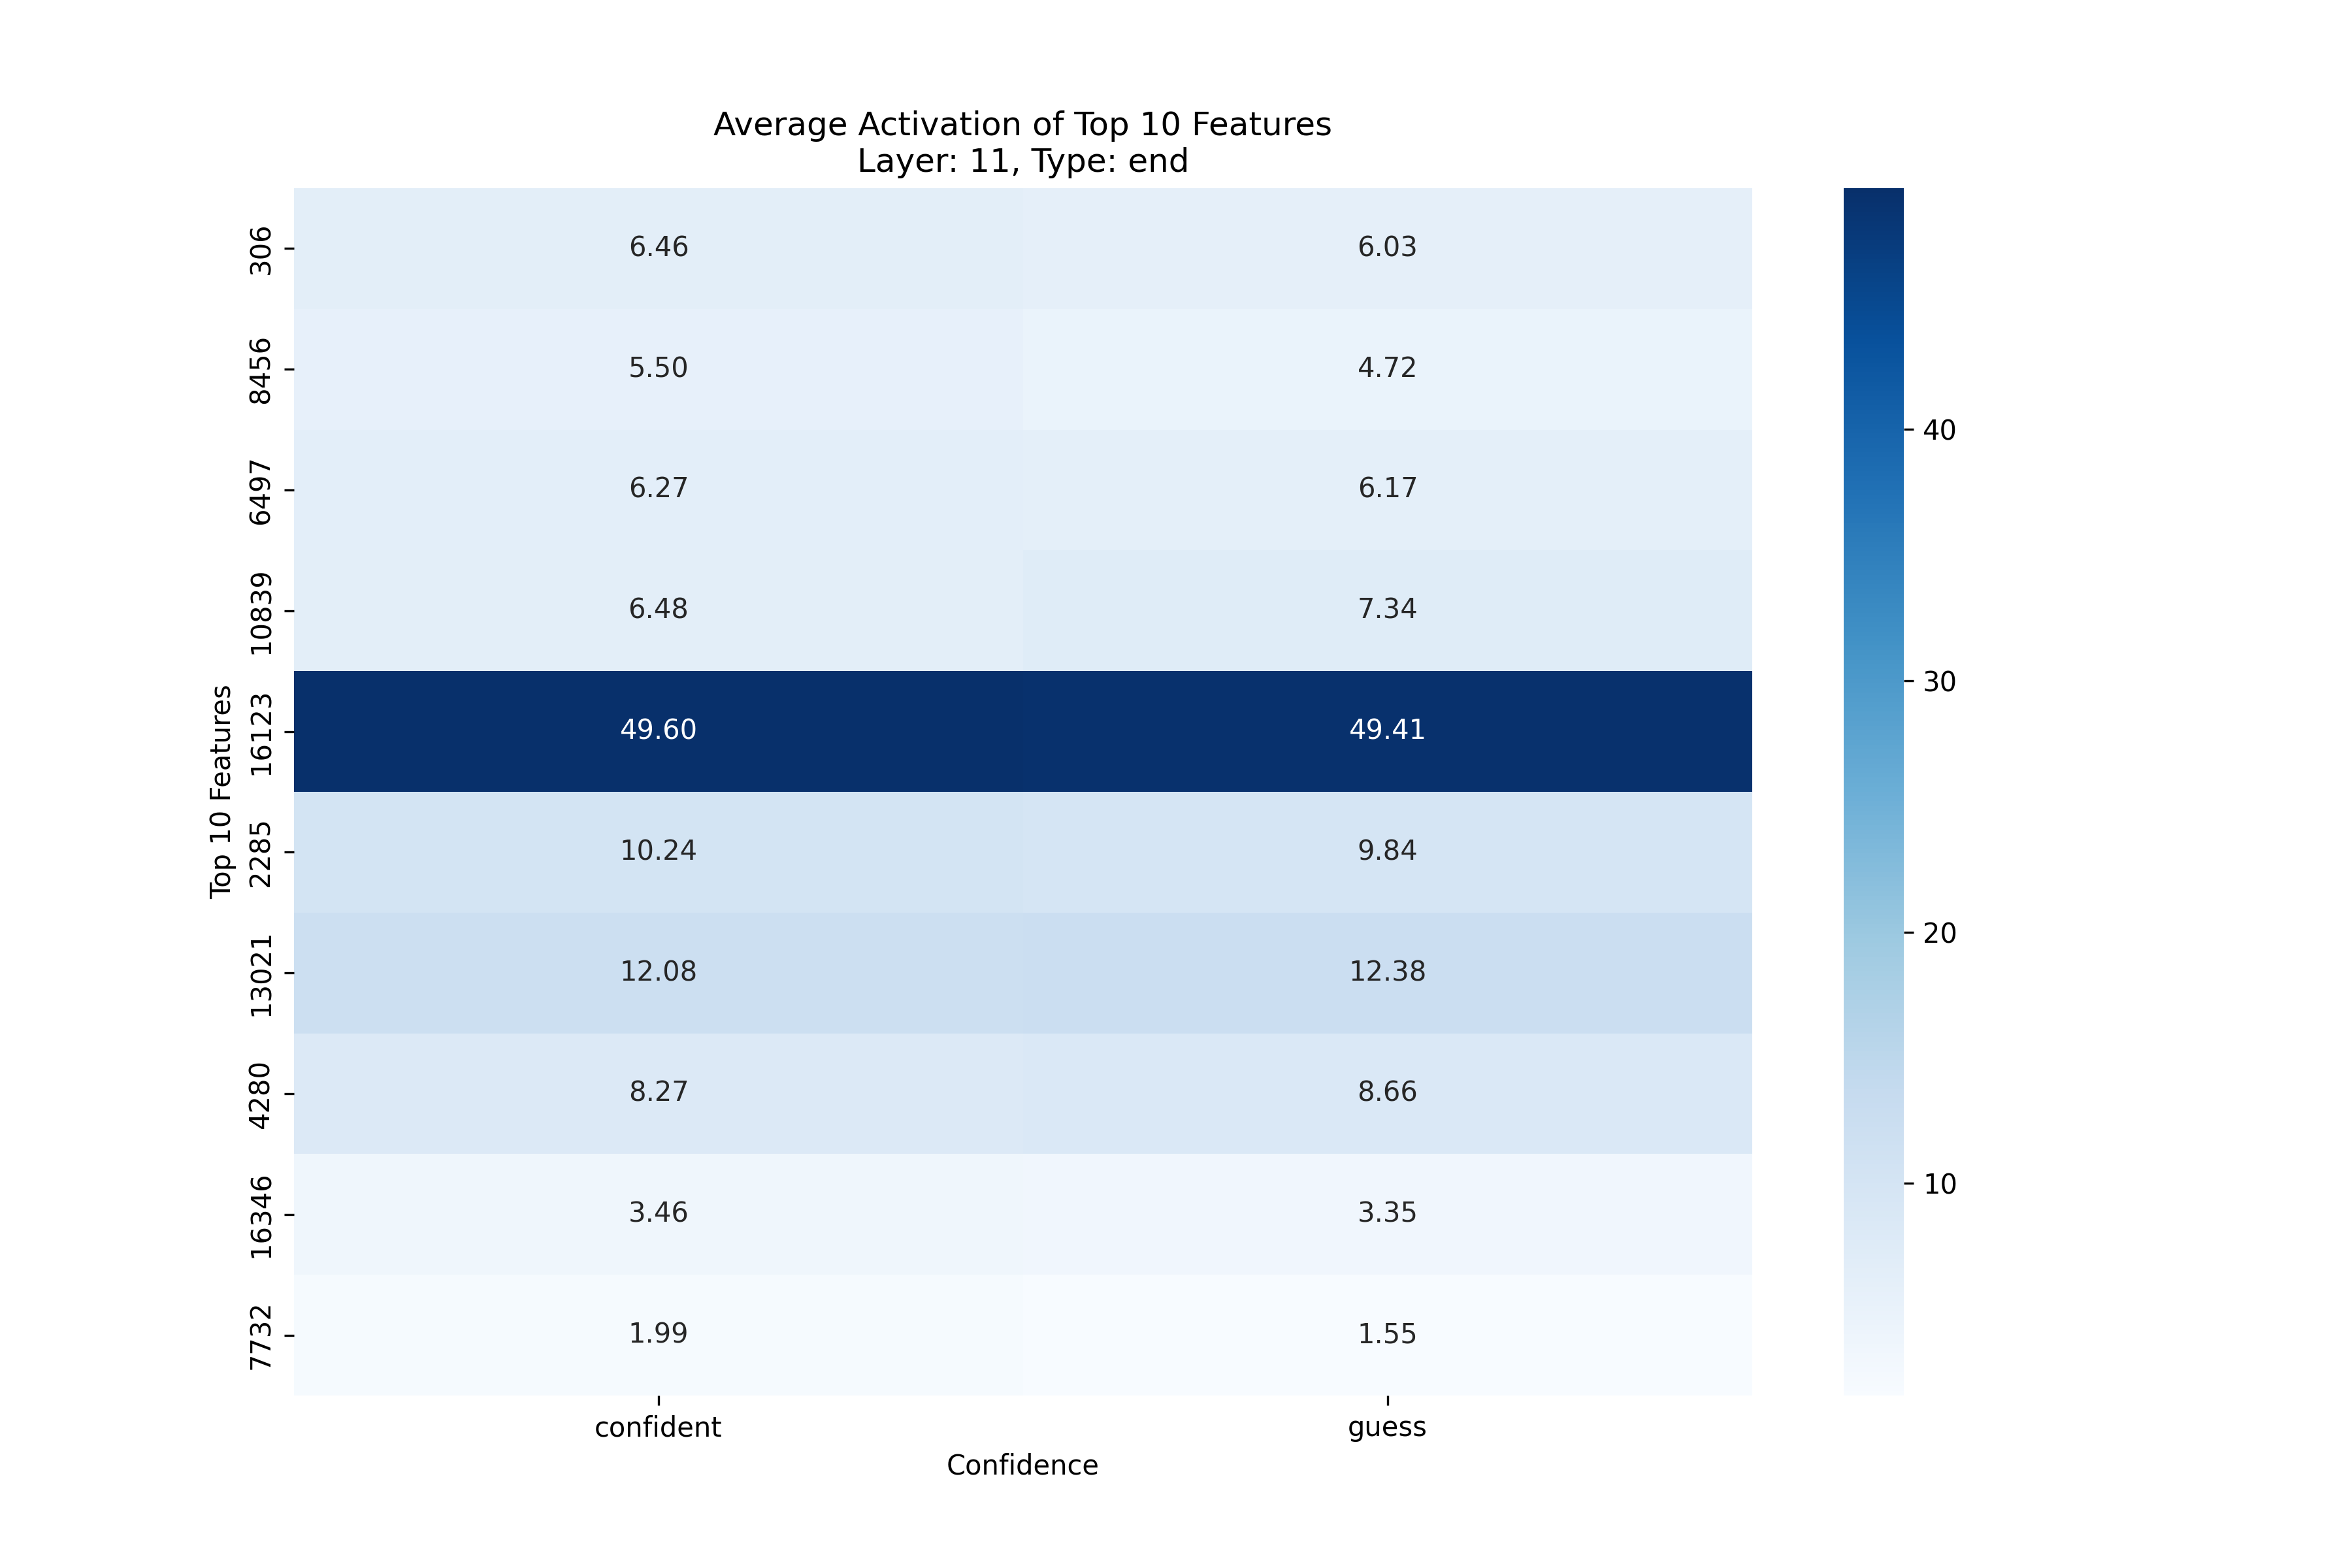 Average Activation of Top 10 Features
Layer: 11, Type: end
Top 10 Features
306 6.46 6.03
8456 5.50 4.72
6497 6.27 6.17
10839 6.48 7.34
16123 49.60 49.41
2285 10.24 9.84
13021 12.08 12.38
4280 8.27 8.66
16346 3.46 3.35
7732 1.99 1.55
confident guess
Confidence
40
30
20
10